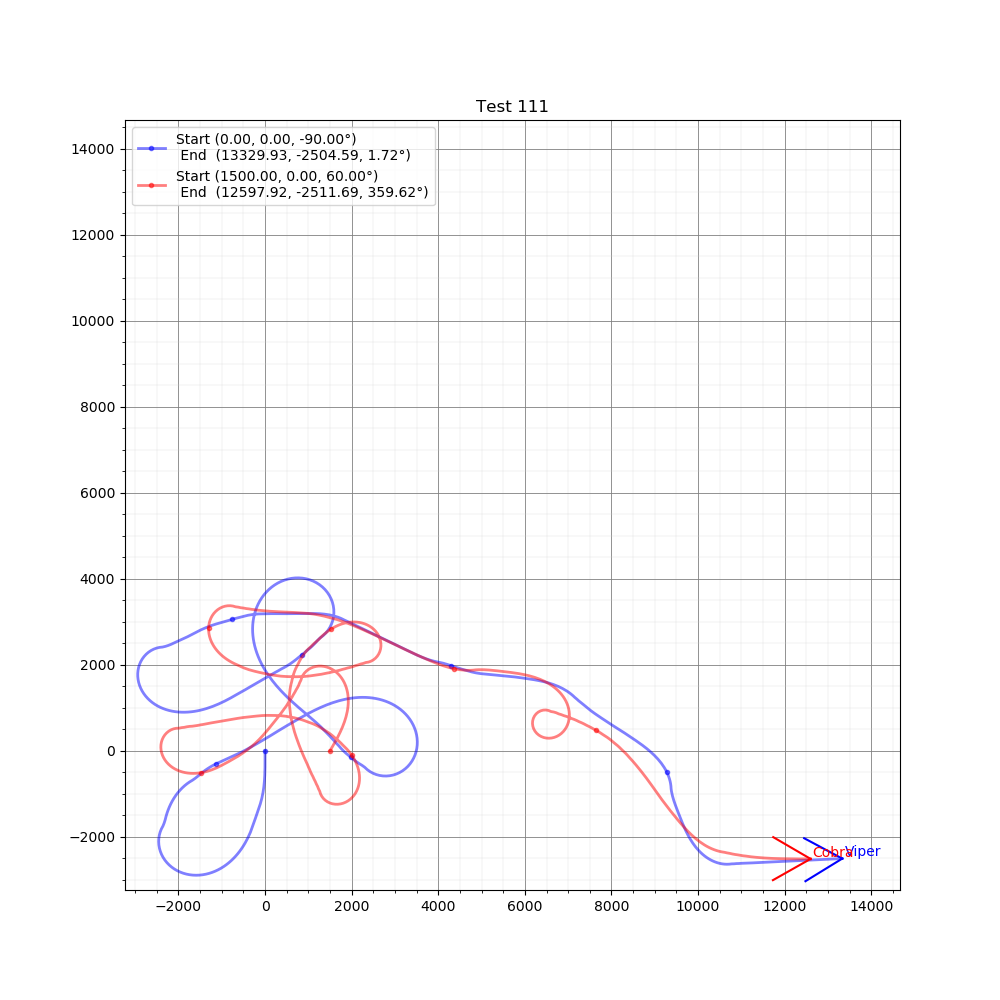 Test 111
Start (0.00, 0.00, -90.00°)
End (13329.93, -2504.59, 1.72°)
Start (1500.00, 0.00, 60.00°)
End (12597.92, -2511.69, 359.62°)
14000
12000
10000
8000
6000
4000
2000
0
−2000
Cobra
Viper
−2000 0 2000 4000 6000 8000 10000 12000 14000